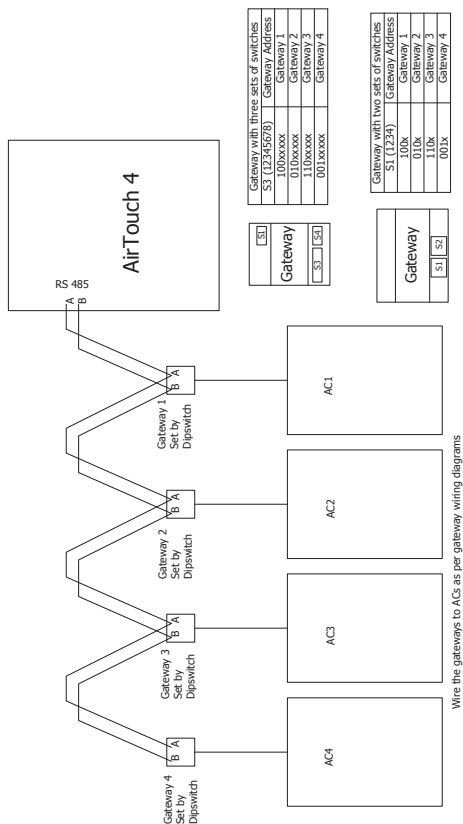 AirTouch 4
RS 485
A
B
Gateway 1
Set by
Dipswitch
B A
AC1
Gateway 2
Set by
Dipswitch
B A
AC2
Gateway 3
Set by
Dipswitch
B A
AC3
Gateway 4
Set by
Dipswitch
B A
AC4
S1
Gateway
S3 S4
Gateway with three sets of switches
S3 (12345678) Gateway Address
100xxxxx Gateway 1
010xxxxx Gateway 2
110xxxxx Gateway 3
001xxxxx Gateway 4
Gateway
S1 S2
Gateway with two sets of switches
S1 (1234) Gateway Address
100x Gateway 1
010x Gateway 2
110x Gateway 3
001x Gateway 4
Wire the gateways to ACs as per gateway wiring diagrams